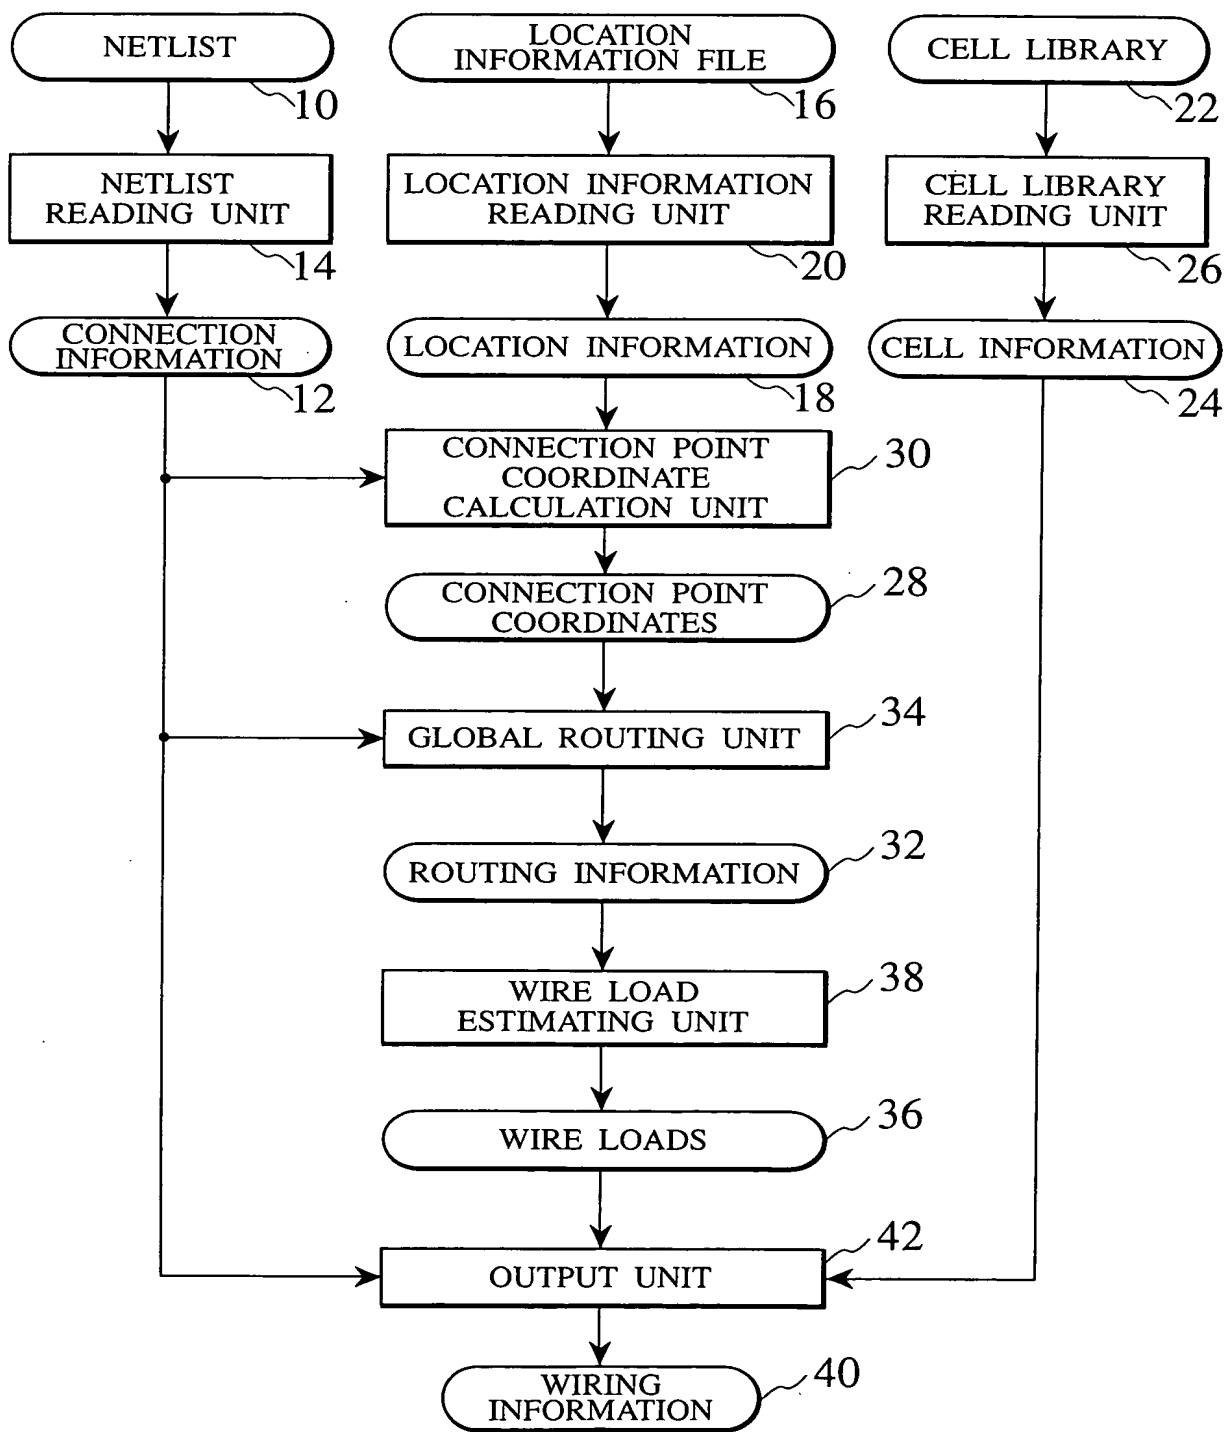 NETLIST
10
LOCATION
INFORMATION FILE
16
CELL LIBRARY
22
NETLIST
READING UNIT
14
LOCATION INFORMATION
READING UNIT
20
CELL LIBRARY
READING UNIT
26
CONNECTION
INFORMATION
12
LOCATION INFORMATION
18
CELL INFORMATION
24
CONNECTION POINT
COORDINATE
CALCULATION UNIT
30
CONNECTION POINT
COORDINATES
28
GLOBAL ROUTING UNIT
34
ROUTING INFORMATION
32
WIRE LOAD
ESTIMATING UNIT
38
WIRE LOADS
36
OUTPUT UNIT
42
WIRING
INFORMATION
40